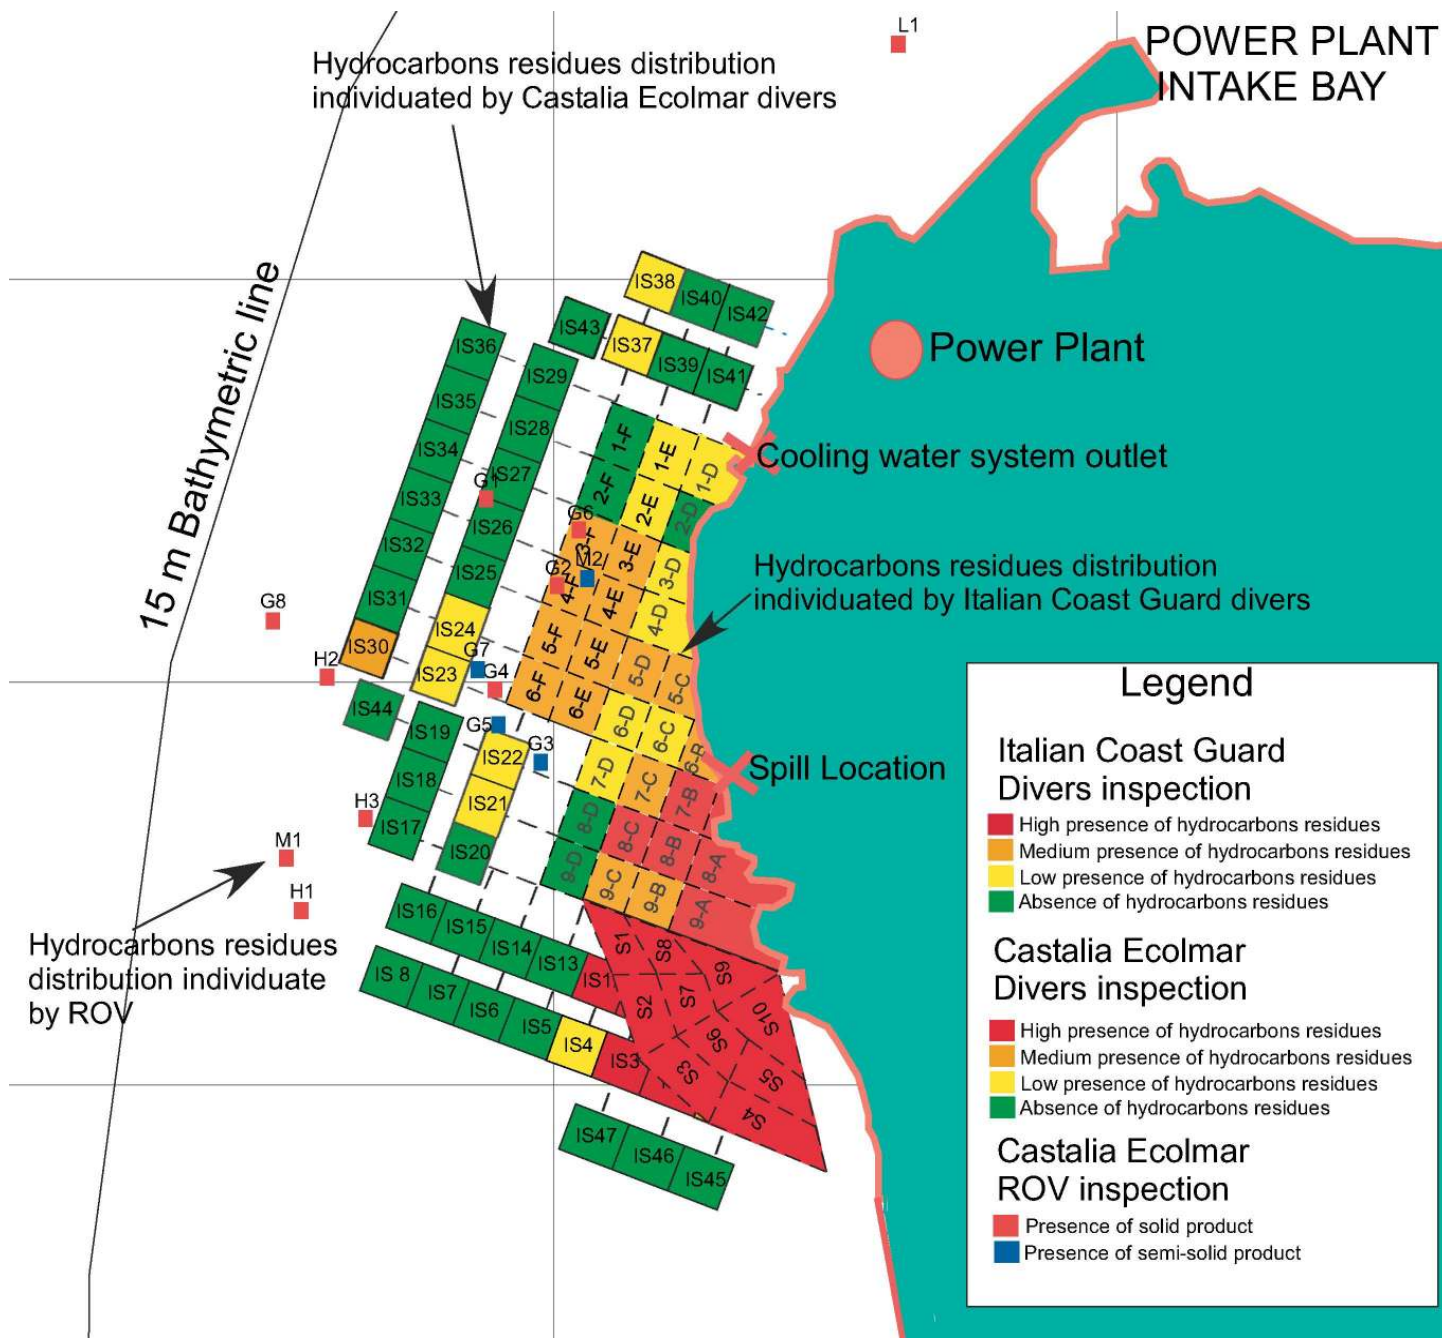 L1
POWER PLANT
INTAKE BAY
Hydrocarbons residues distribution
individuated by Castalia Ecolmar divers
15 m Bathymetric line
IS38
IS40
IS42
IS43
IS37
IS39
IS41
Power Plant
IS36
IS35
IS34
IS33
IS32
IS31
IS30
IS29
IS28
IS27
G1
IS26
IS25
IS24
IS23
1-F
1-E
1-D
Cooling water system outlet
2-F
2-E
2-D
G6
3-F
3-E
3-D
M2
G2
4-F
4-E
4-D
Hydrocarbons residues distribution
individuated by Italian Coast Guard divers
5-F
5-E
5-D
5-C
6-F
6-E
6-D
6-C
6-B
G8
H2
G7
G4
G5
G3
IS44
IS19
IS18
IS17
IS22
IS21
IS20
7-D
7-C
7-B
Spill Location
8-D
8-C
8-B
8-A
9-D
9-C
9-B
9-A
H3
M1
H1
Hydrocarbons residues
distribution individuate
by ROV
IS16
IS15
IS14
IS13
IS1
IS 8
IS7
IS6
IS5
IS4
IS3
S1
S8
S9
S2
S7
S10
S6
S3
S5
S4
IS47
IS46
IS45
Legend
Italian Coast Guard
Divers inspection
High presence of hydrocarbons residues
Medium presence of hydrocarbons residues
Low presence of hydrocarbons residues
Absence of hydrocarbons residues
Castalia Ecolmar
Divers inspection
High presence of hydrocarbons residues
Medium presence of hydrocarbons residues
Low presence of hydrocarbons residues
Absence of hydrocarbons residues
Castalia Ecolmar
ROV inspection
Presence of solid product
Presence of semi-solid product